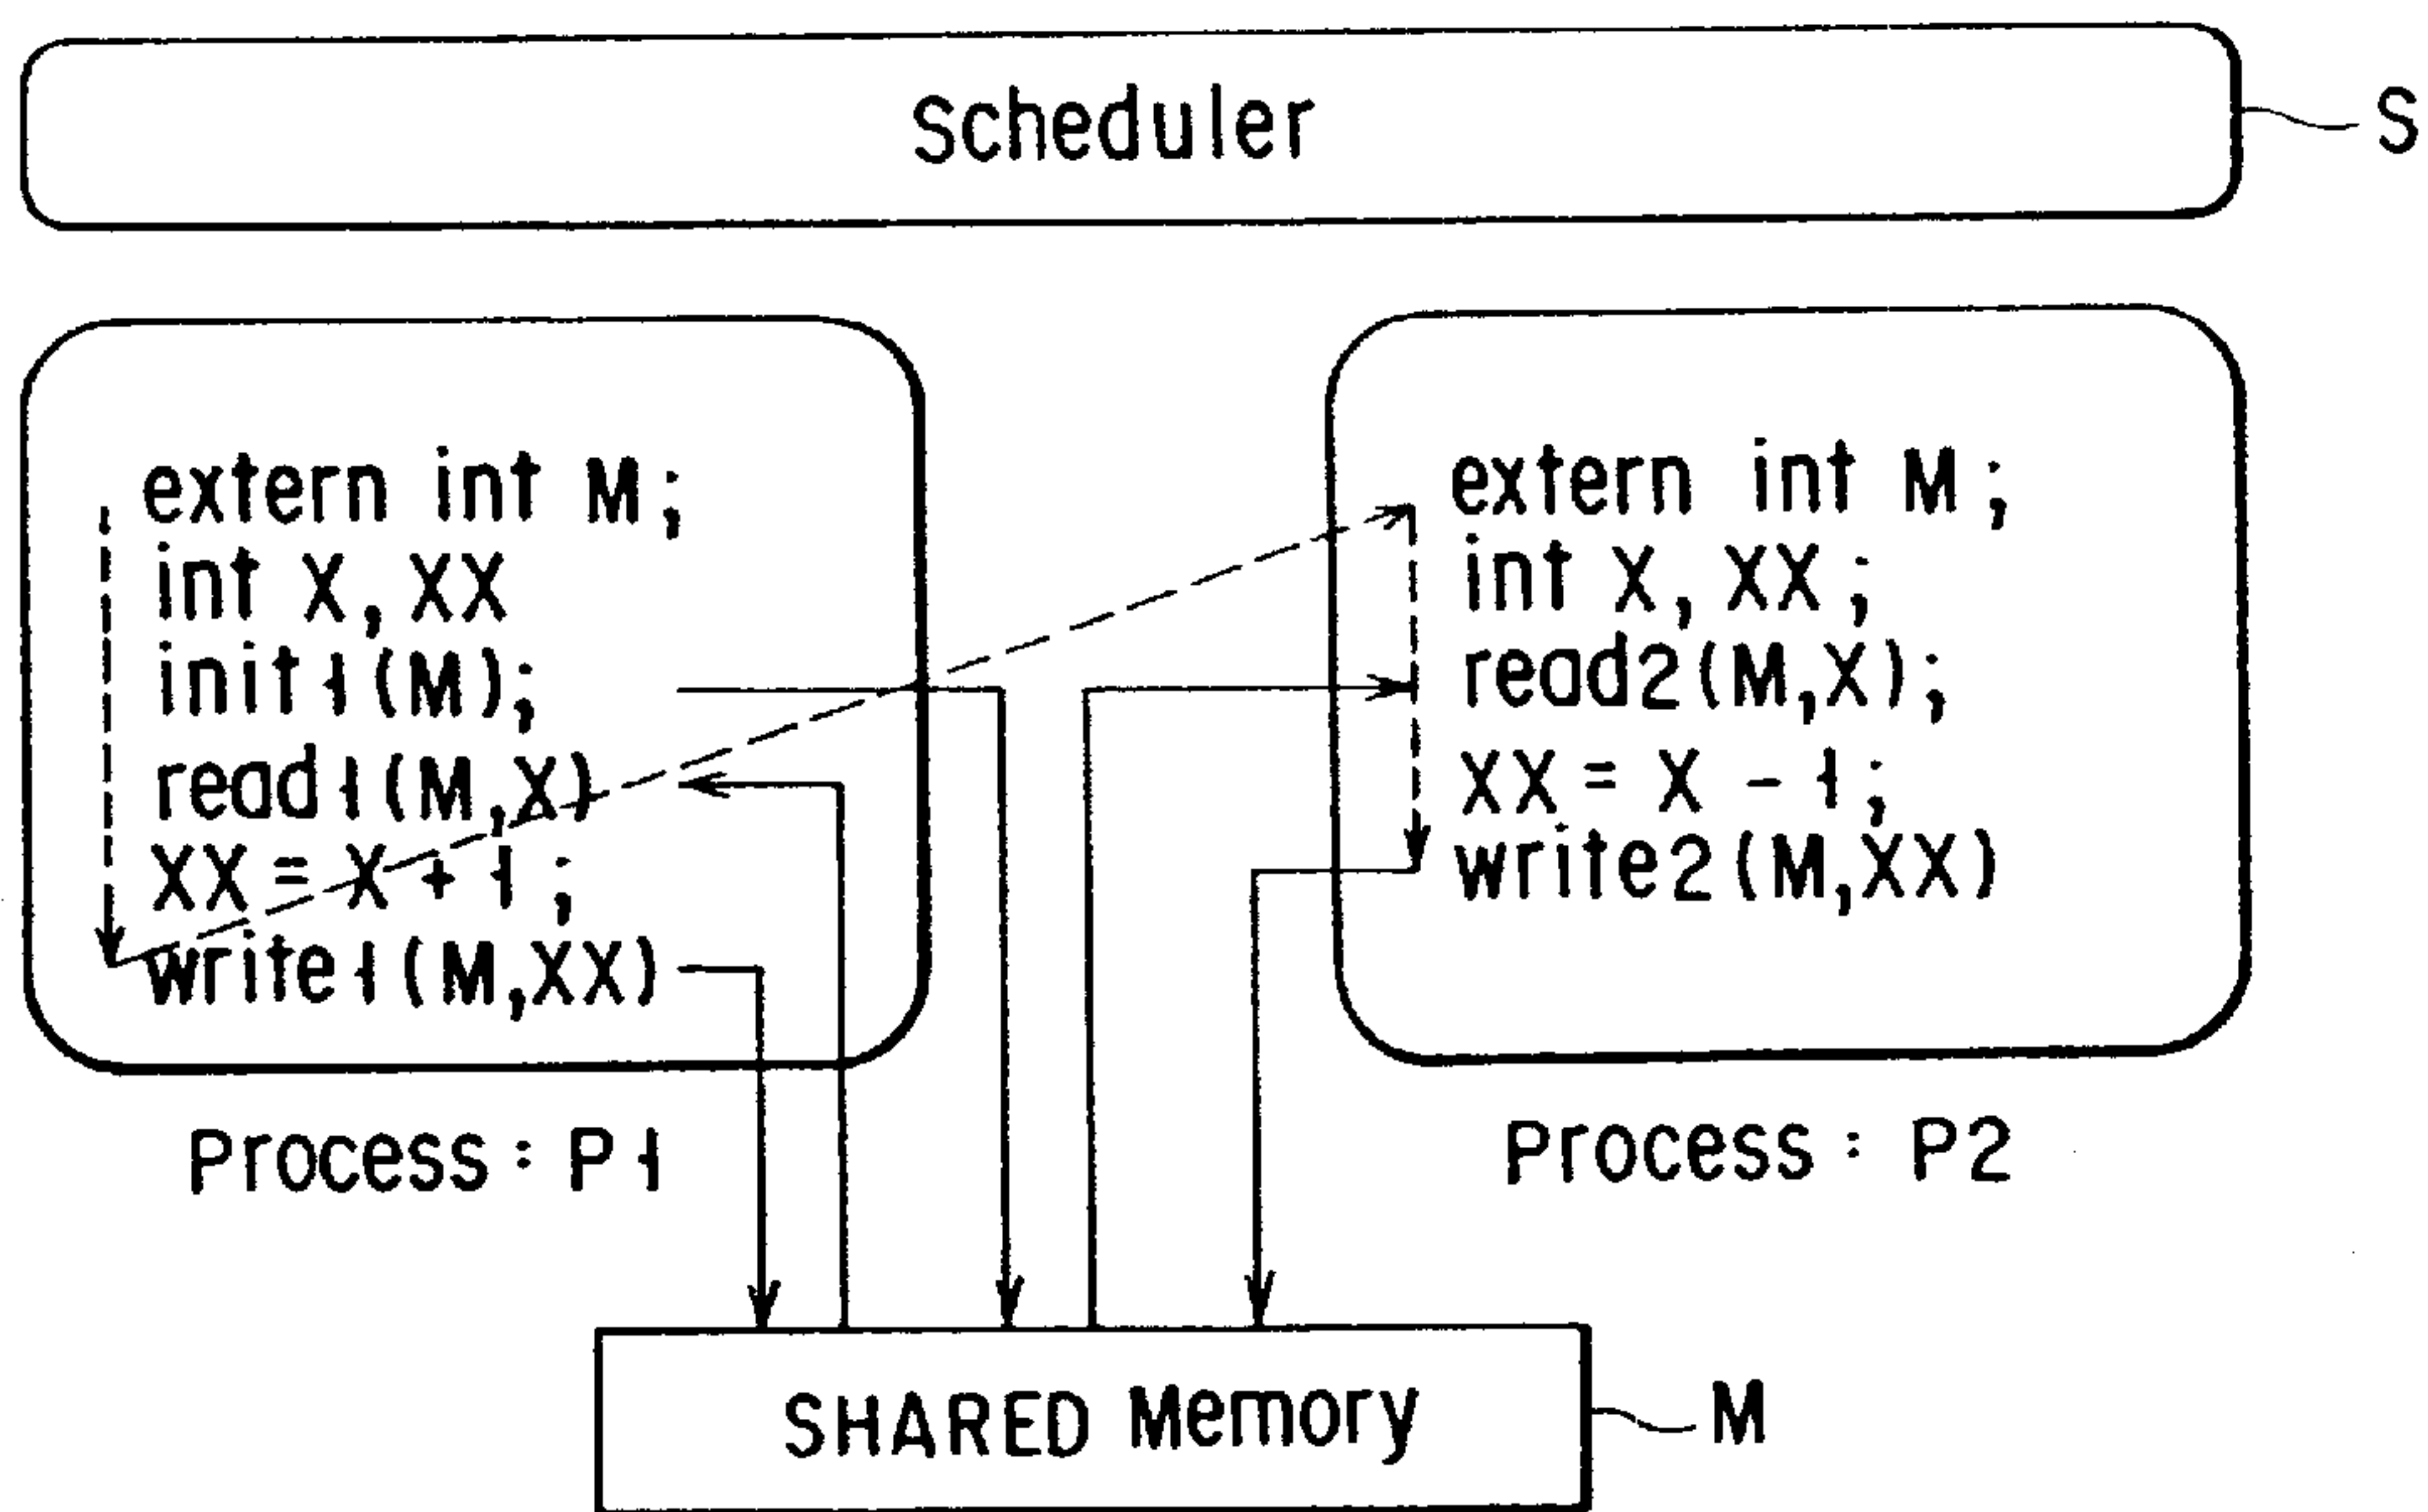 Scheduler
S
extern int M;
int X, XX
init1(M);
read1(M,X)
XX = X + 1;
write1(M,XX)
Process: P1
extern int M;
int X, XX;
read2(M,X);
XX = X - 1;
write2(M,XX)
Process: P2
SHARED Memory
M